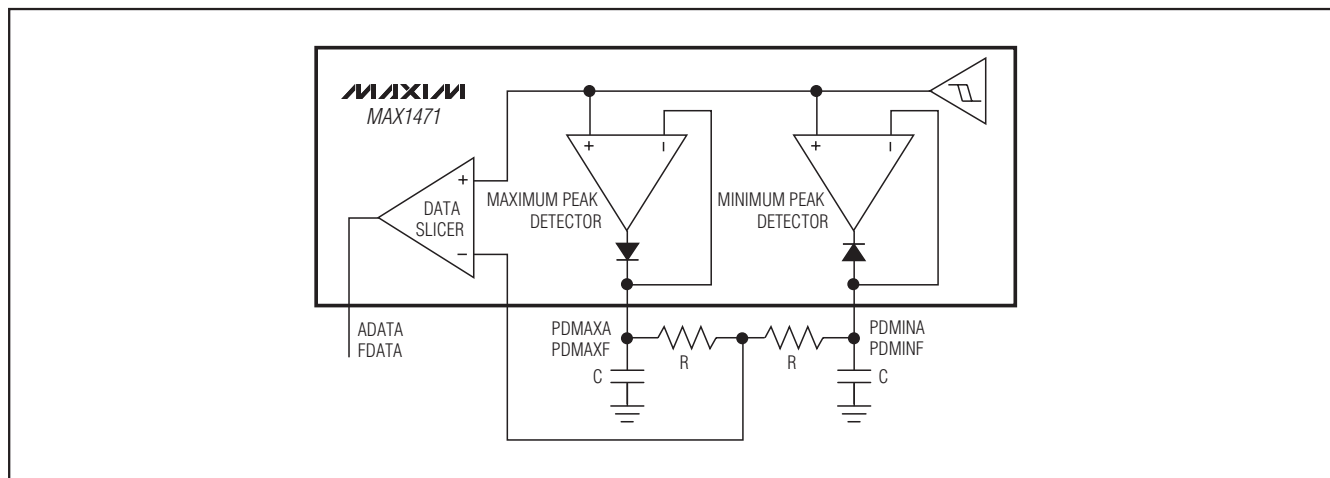 MAXIM
MAX1471
+
−
+
−
MAXIMUM PEAK
DETECTOR
MINIMUM PEAK
DETECTOR
+
DATA
SLICER
−
ADATA
FDATA
PDMAXA
PDMAXF
R
R
PDMINA
PDMINF
C
C